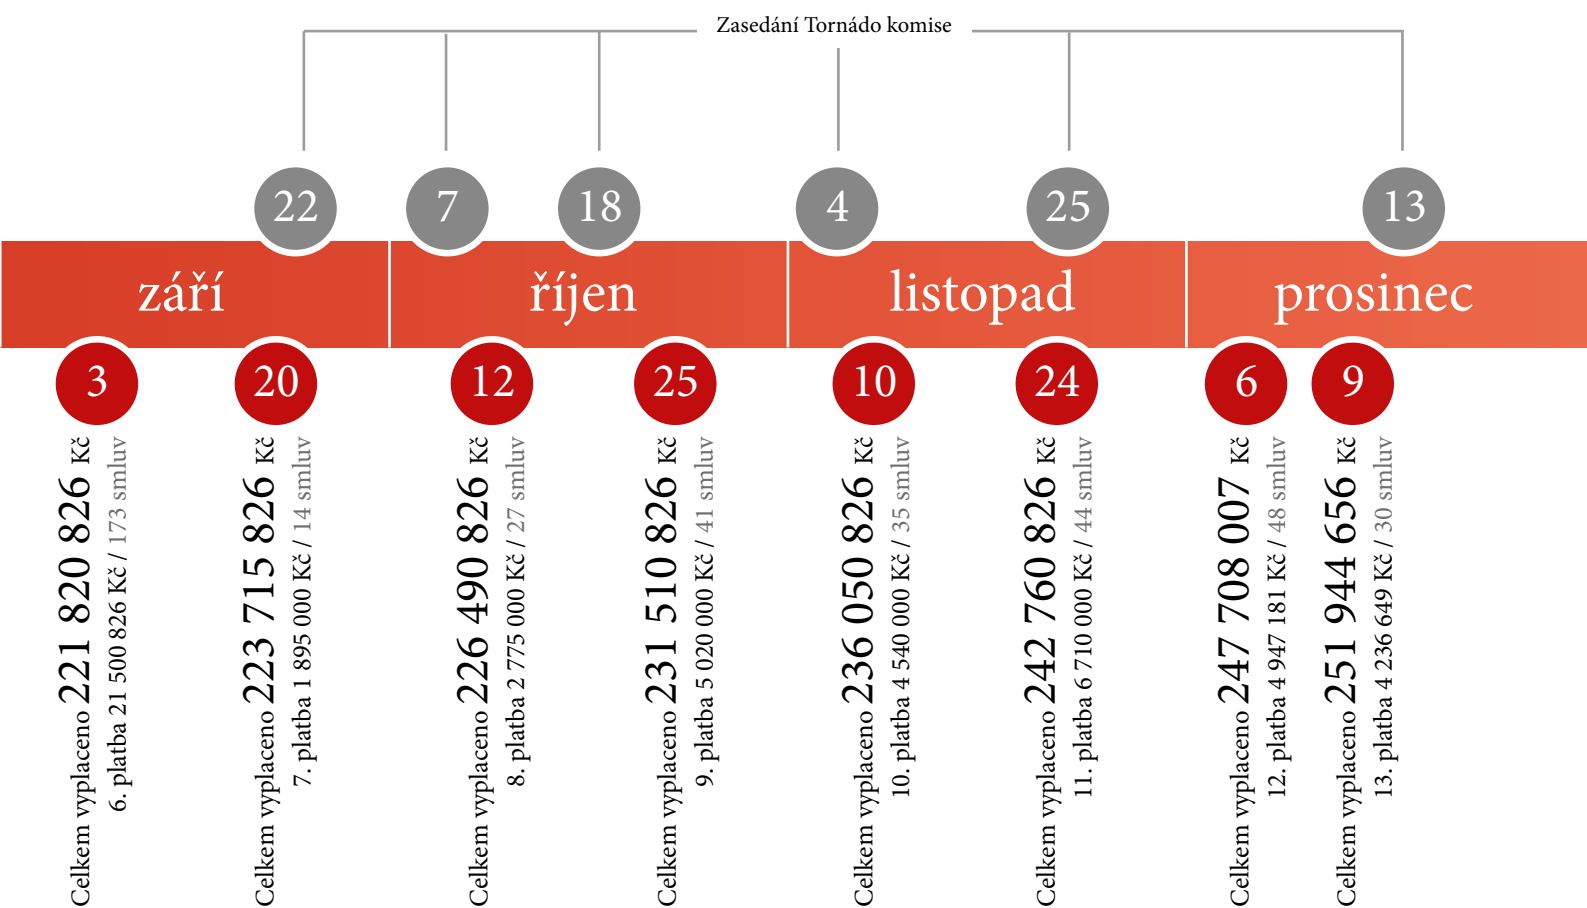 Zasedání Tornádo komise
22
7
18
4
25
13
září
říjen
listopad
prosinec
3
20
12
25
10
24
6
9
Celkem vyplaceno 221 820 826 Kč
6. platba 21 500 826 Kč / 173 smluv
Celkem vyplaceno 223 715 826 Kč
7. platba 1 895 000 Kč / 14 smluv
Celkem vyplaceno 226 490 826 Kč
8. platba 2 775 000 Kč / 27 smluv
Celkem vyplaceno 231 510 826 Kč
9. platba 5 020 000 Kč / 41 smluv
Celkem vyplaceno 236 050 826 Kč
10. platba 4 540 000 Kč / 35 smluv
Celkem vyplaceno 242 760 826 Kč
11. platba 6 710 000 Kč / 44 smluv
Celkem vyplaceno 247 708 007 Kč
12. platba 4 947 181 Kč / 48 smluv
Celkem vyplaceno 251 944 656 Kč
13. platba 4 236 649 Kč / 30 smluv